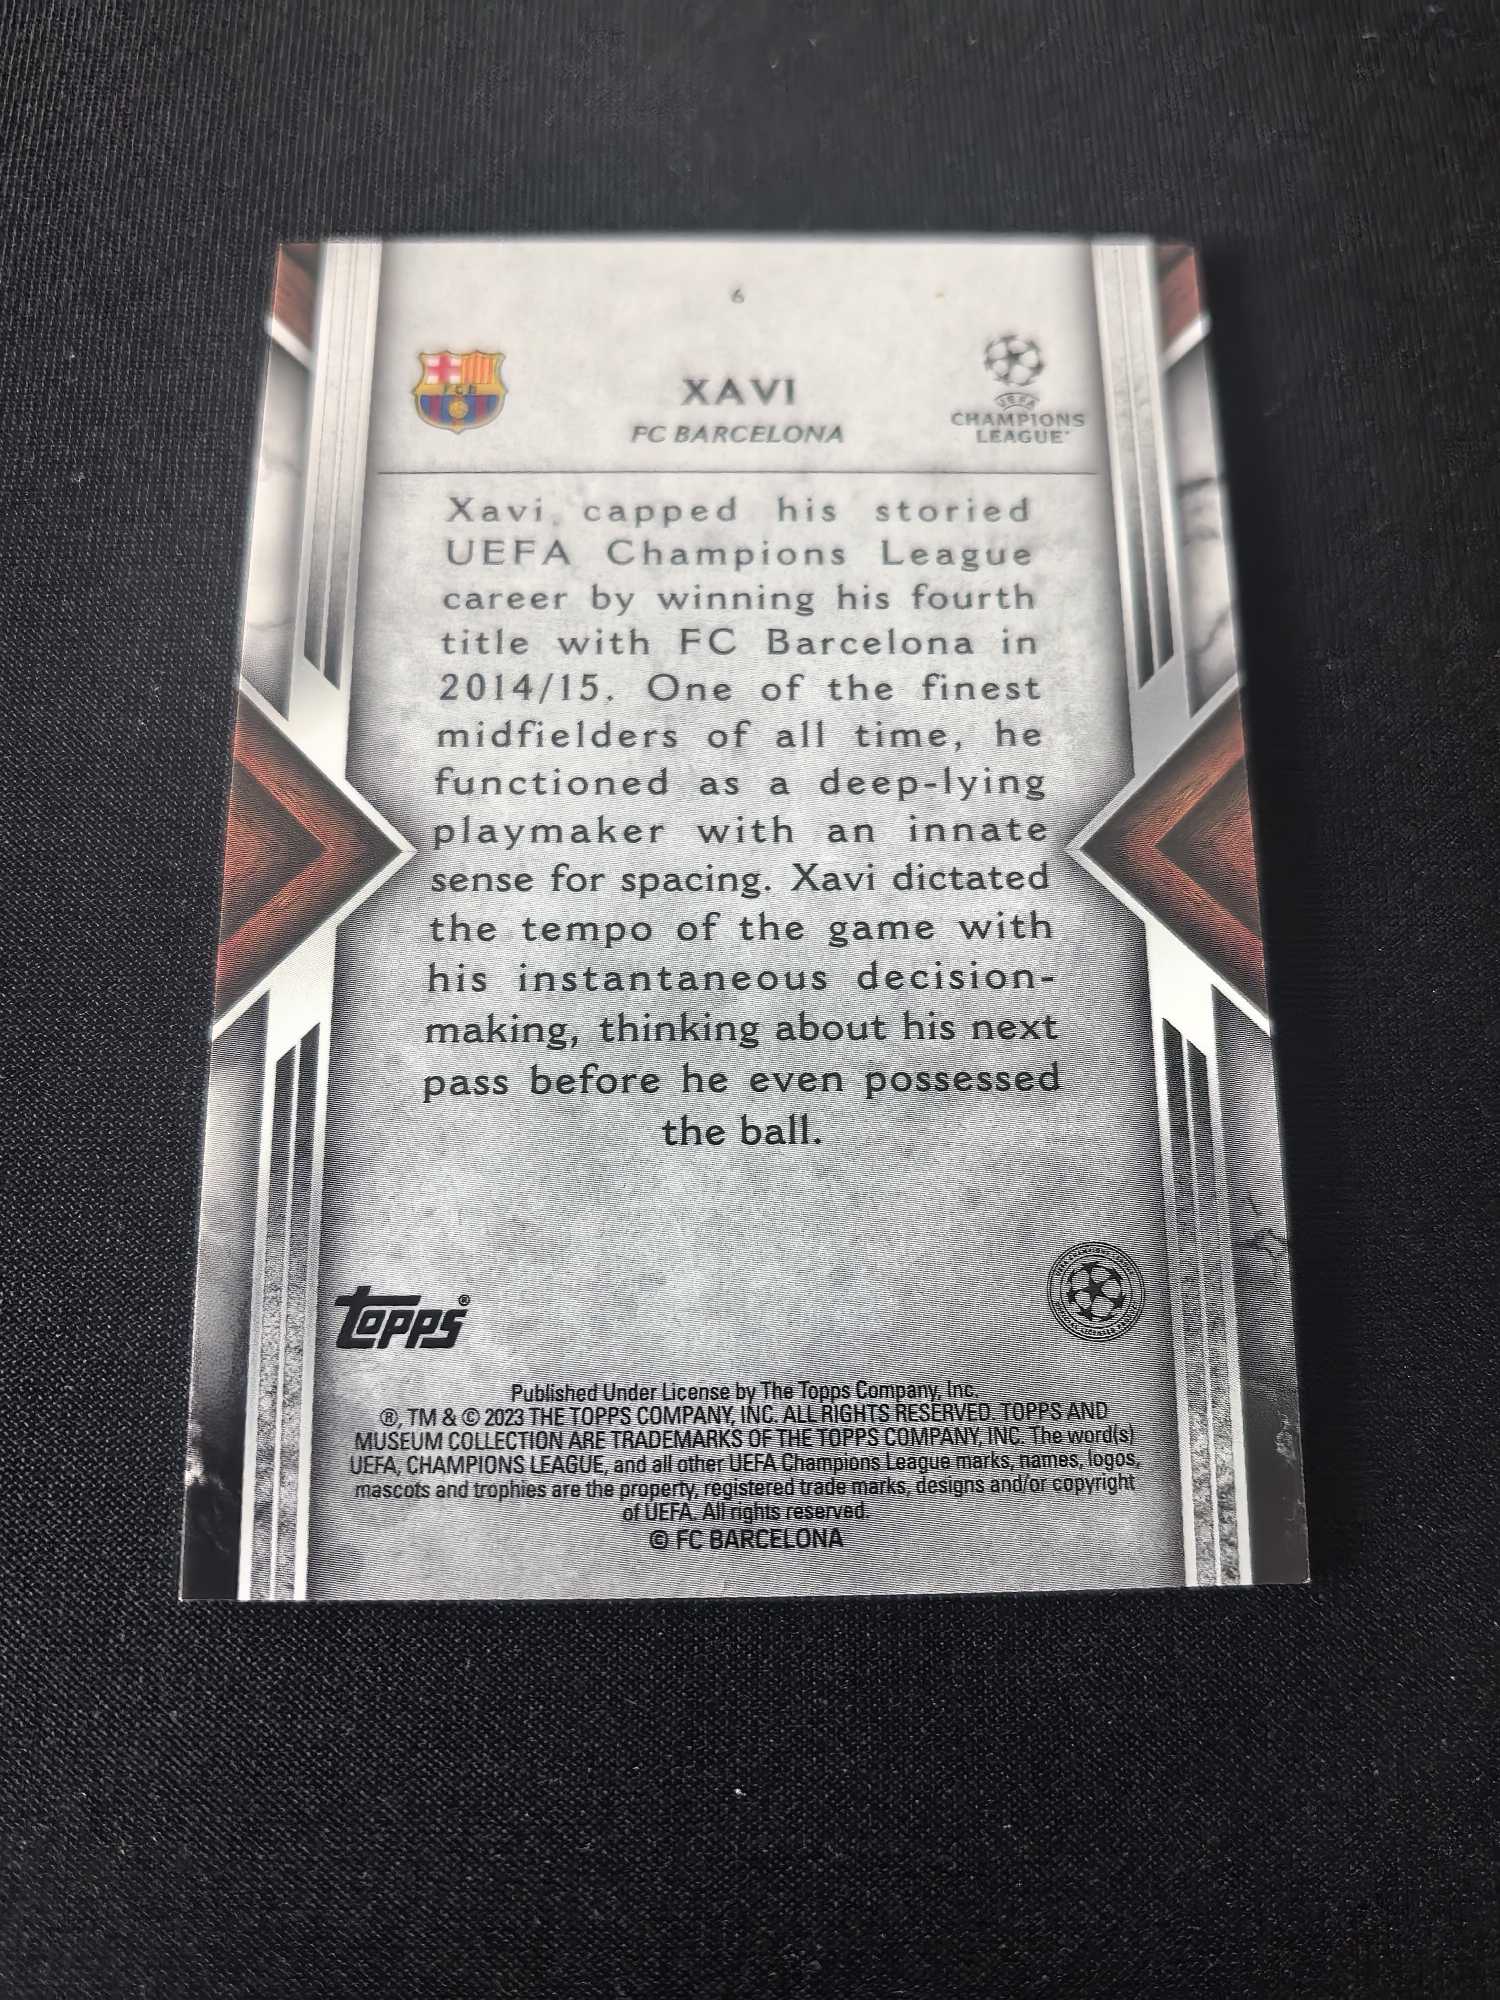 6
FCB
XAVI
FC BARCELONA
UEFA
CHAMPIONS
LEAGUE
Xavi, capped his storied
UEFA Champions League
career by winning his fourth
title with FC Barcelona in
2014/15. One of the finest
midfielders of all time, he
functioned as a deep-lying
playmaker with an innate
sense for spacing. Xavi dictated
the tempo of the game with
his instantaneous decision-
making, thinking about his next
pass before he even possessed
the ball.
TOPPS®
Published Under License by The Topps Company, Inc.
®, TM & © 2023 THE TOPPS COMPANY, INC. ALL RIGHTS RESERVED. TOPPS AND
MUSEUM COLLECTION ARE TRADEMARKS OF THE TOPPS COMPANY, INC. The word(s)
UEFA, CHAMPIONS LEAGUE, and all other UEFA Champions League marks, names, logos,
mascots and trophies are the property, registered trade marks, designs and/or copyright
of UEFA. All rights reserved.
© FC BARCELONA